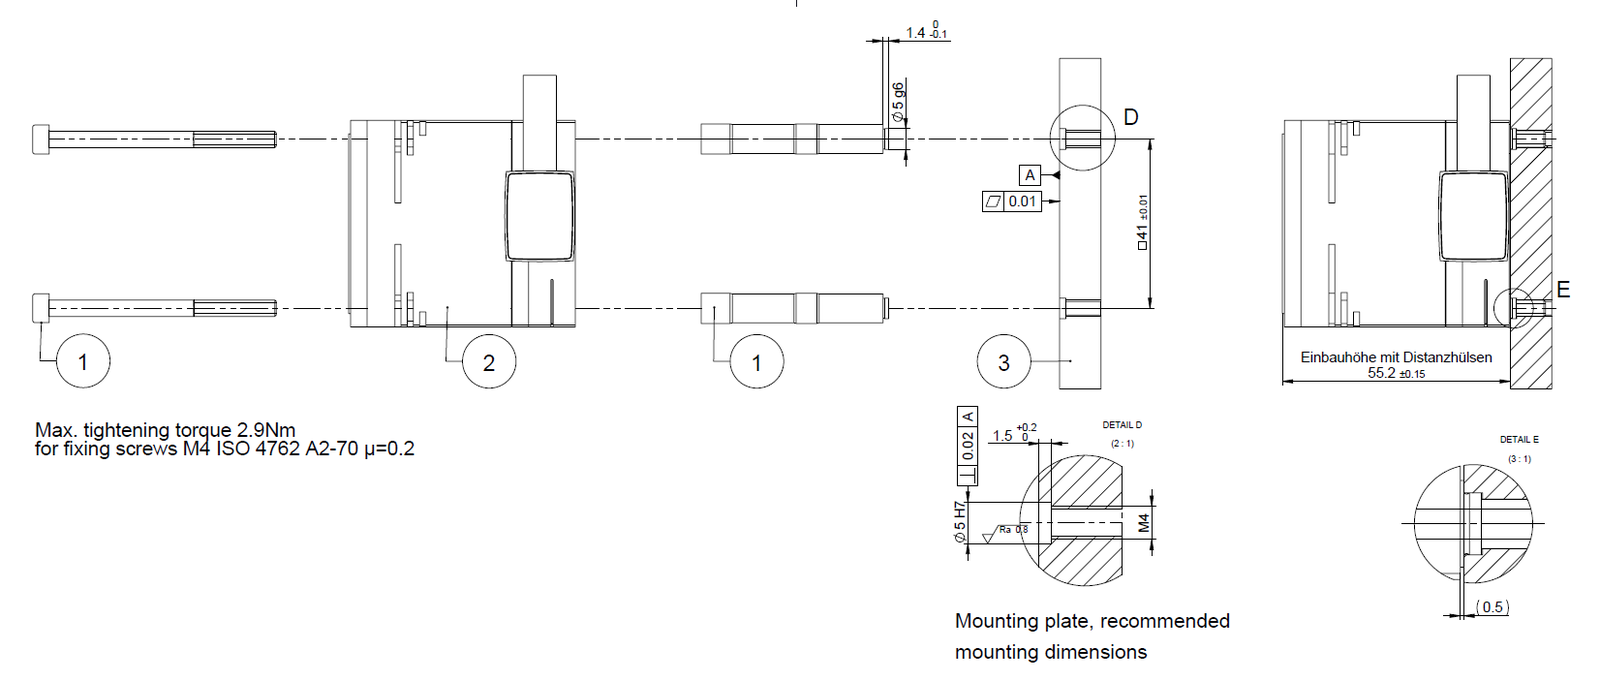 1.4 0 -0.1
⌀ 5 g6
D
A
0.01
□41 ±0.01
E
1
2
1
3
Einbauhöhe mit Distanzhülsen
55.2 ±0.15
Max. tightening torque 2.9Nm
for fixing screws M4 ISO 4762 A2-70 µ=0.2
⊥ 0.02 A
1.5 +0.2 0
DETAIL D
(2 : 1)
⌀ 5 H7
Ra 0.8
M4
DETAIL E
(3 : 1)
(0.5)
Mounting plate, recommended
mounting dimensions